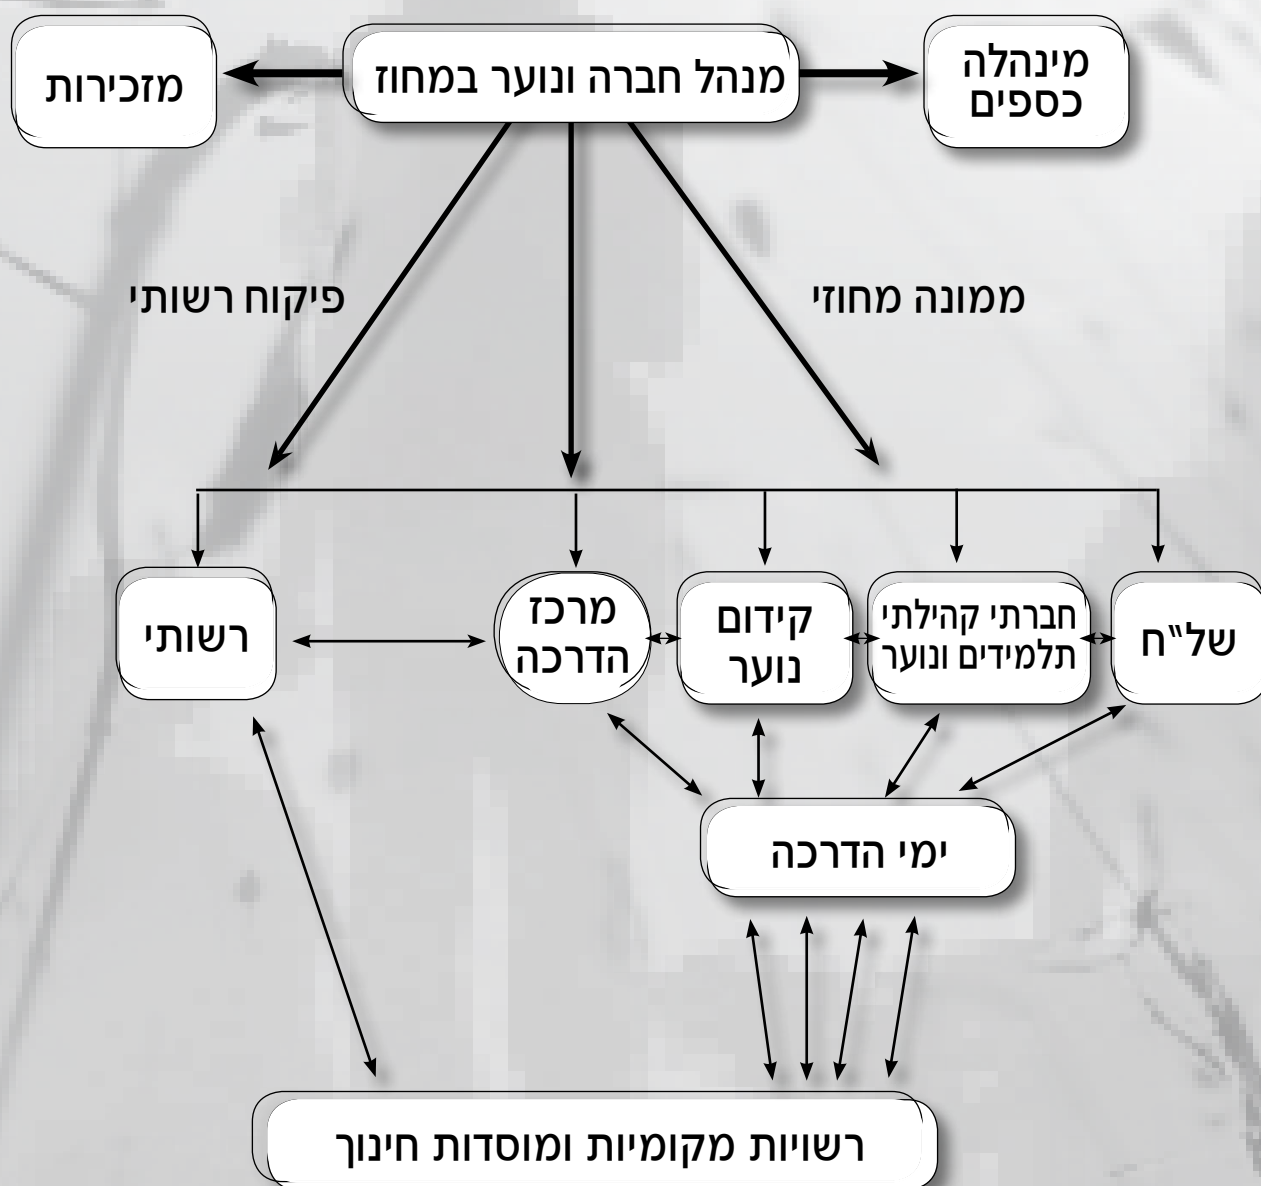 מינהלה
כספים
מנהל חברה ונוער במחוז
מזכירות
ממונה מחוזי
פיקוח רשותי
של"ח
חברתי קהילתי
תלמידים ונוער
קידום
נוער
מרכז
הדרכה
רשותי
ימי הדרכה
רשויות מקומיות ומוסדות חינוך